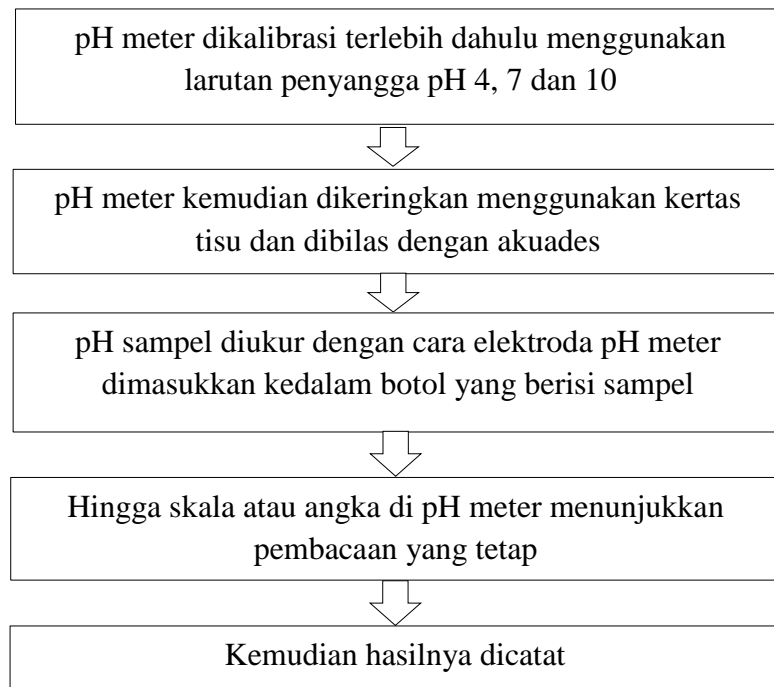 pH meter dikalibrasi terlebih dahulu menggunakan
larutan penyangga pH 4, 7 dan 10
pH meter kemudian dikeringkan menggunakan kertas
tisu dan dibilas dengan akuades
pH sampel diukur dengan cara elektroda pH meter
dimasukkan kedalam botol yang berisi sampel
Hingga skala atau angka di pH meter menunjukkan
pembacaan yang tetap
Kemudian hasilnya dicatat